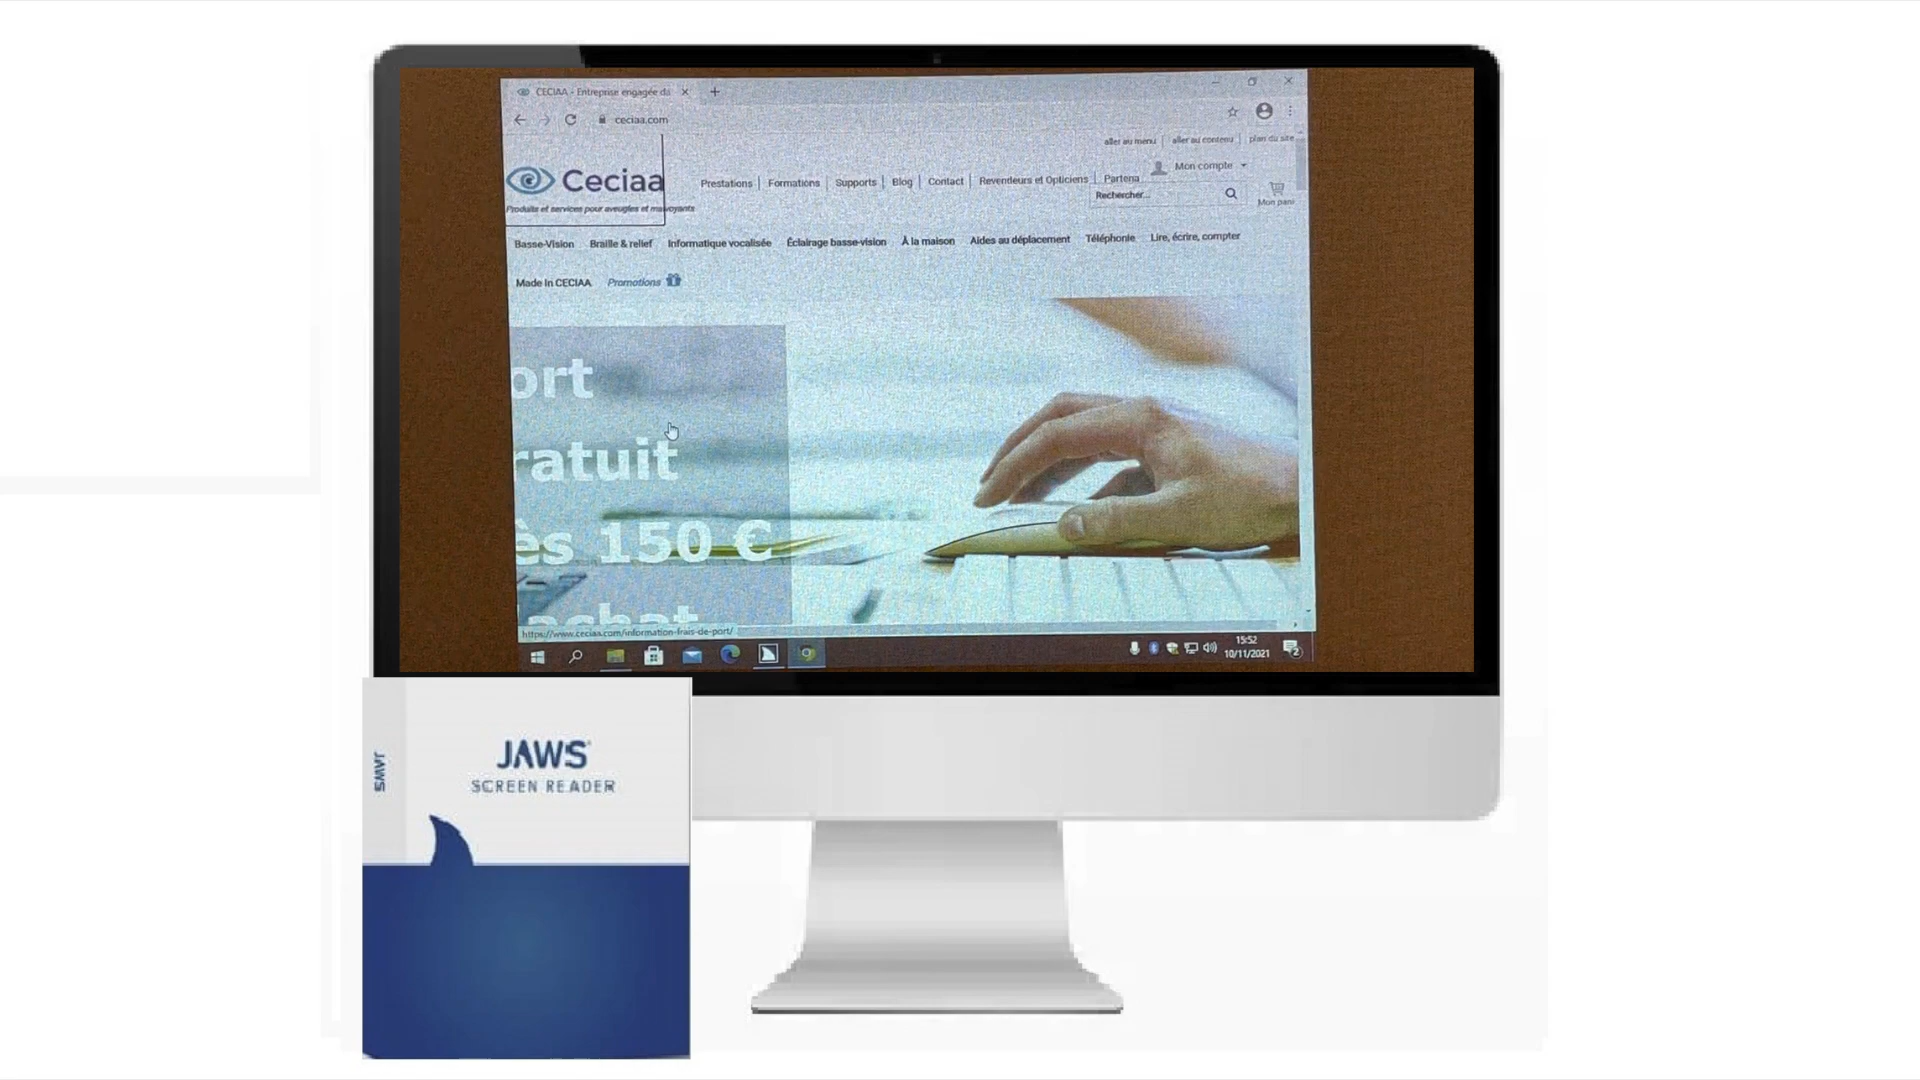 CECIAA - Entreprise engagée da
ceciaa.com
aller au menu | aller au contenu | plan du site
Mon compte
Ceciaa
Prestations | Formations | Supports | Blog | Contact | Revendeurs et Opticiens | Partena
Rechercher...
Mon pani
Produits et services pour aveugles et malvoyants
Basse-Vision Braille & relief Informatique vocalisée Éclairage basse-vision À la maison Aides au déplacement Téléphonie Lire, écrire, compter
Made In CECIAA Promotions
ort
ratuit
ès 150 €
achat
https://www.ceciaa.com/information-frais-de-port/
15:52
10/11/2021
2
JAWS
JAWS
SCREEN READER